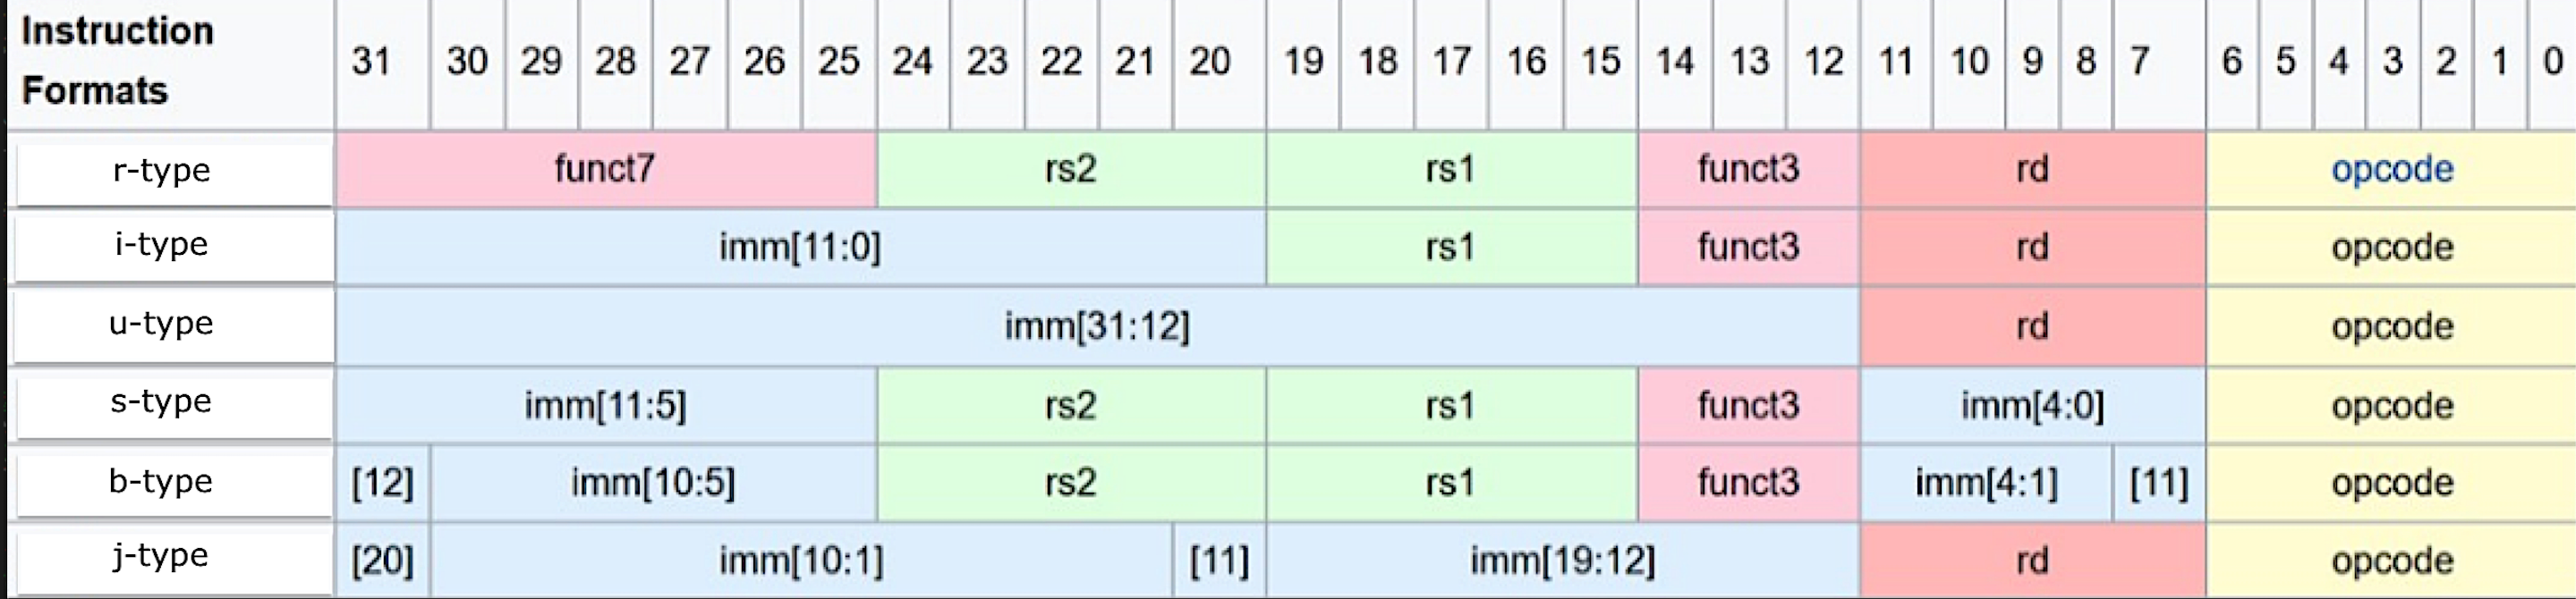 Instruction Formats 31 30 29 28 27 26 25 24 23 22 21 20 19 18 17 16 15 14 13 12 11 10 9 8 7 6 5 4 3 2 1 0
r-type funct7 rs2 rs1 funct3 rd opcode
i-type imm[11:0] rs1 funct3 rd opcode
u-type imm[31:12] rd opcode
s-type imm[11:5] rs2 rs1 funct3 imm[4:0] opcode
b-type [12] imm[10:5] rs2 rs1 funct3 imm[4:1] [11] opcode
j-type [20] imm[10:1] [11] imm[19:12] rd opcode